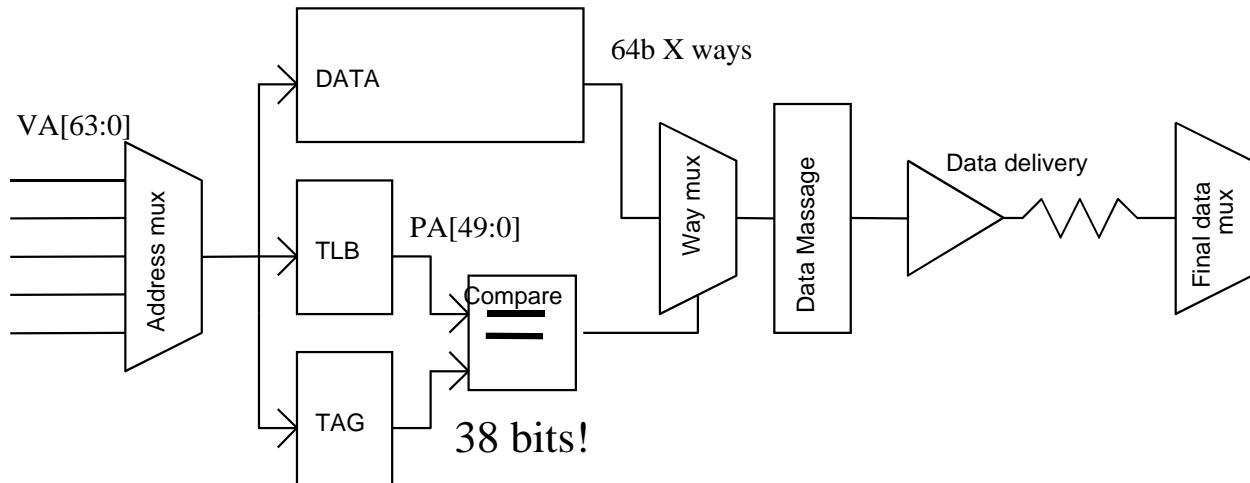 VA[63:0]
Address mux
DATA
64b X ways
TLB
PA[49:0]
TAG
Compare
38 bits!
Way mux
Data Massage
Data delivery
Final data
mux